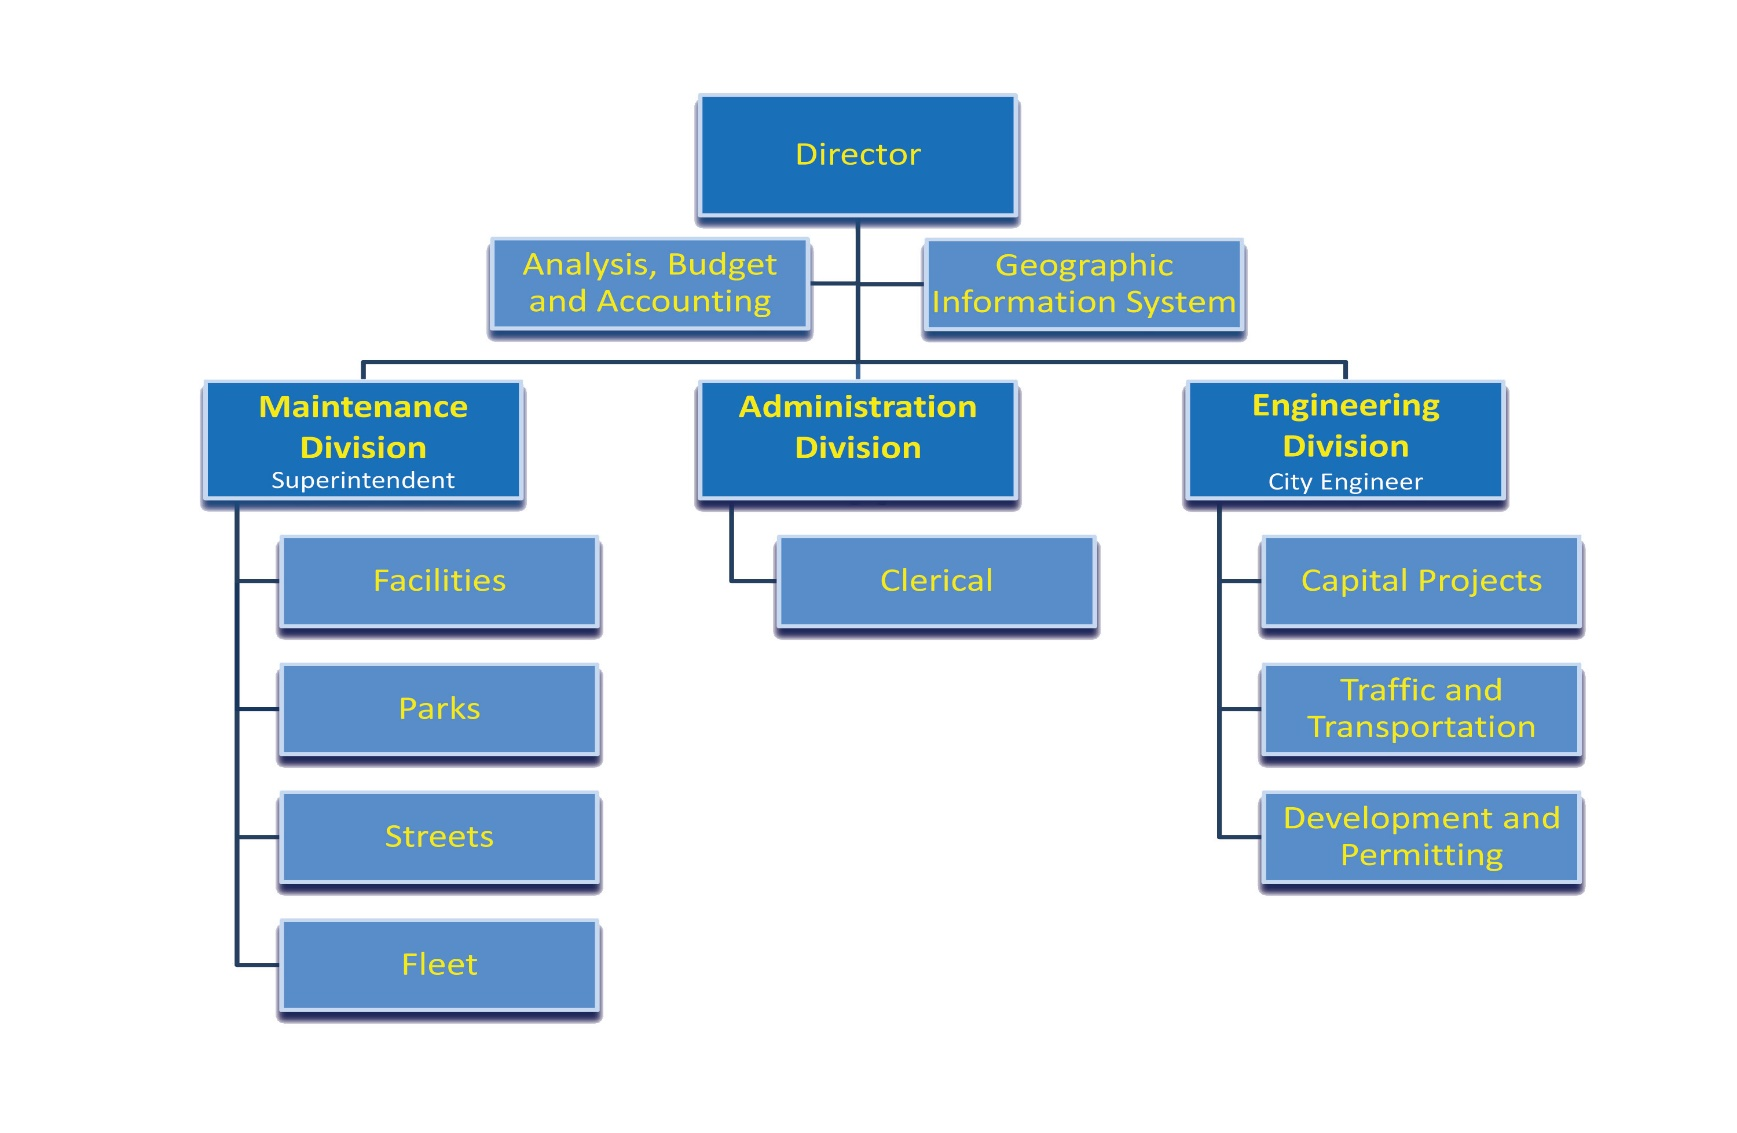 Director
Analysis, Budget
and Accounting
Geographic
Information System
Maintenance
Division
Superintendent
Administration
Division
Engineering
Division
City Engineer
Facilities
Parks
Streets
Fleet
Clerical
Capital Projects
Traffic and
Transportation
Development and
Permitting